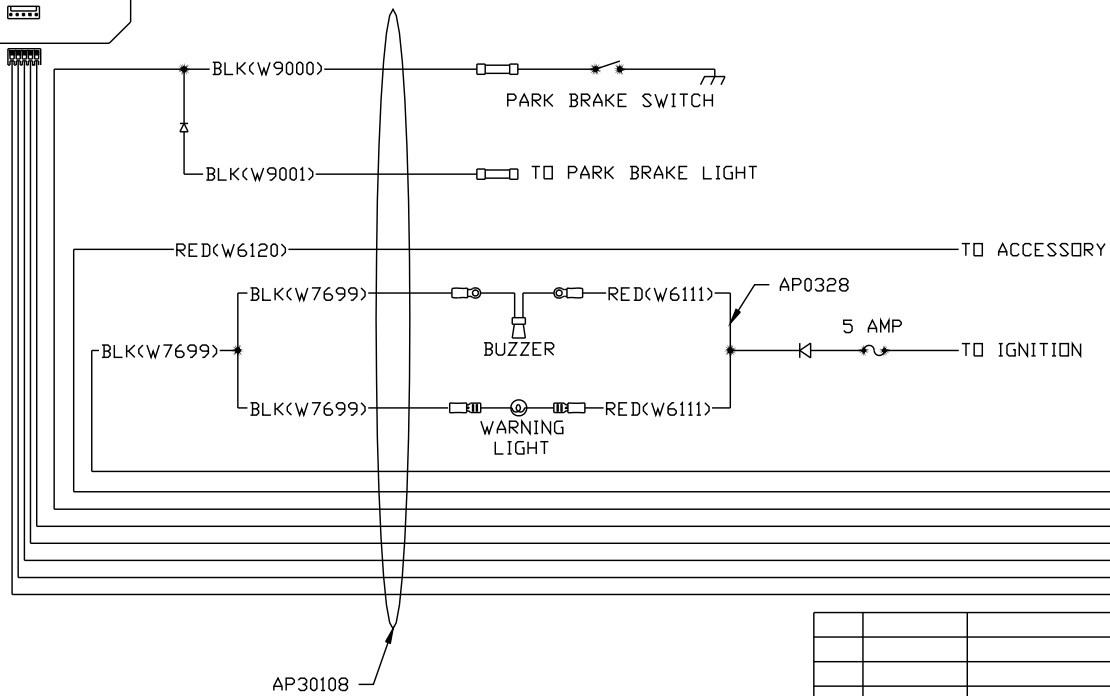 BLK(W9000)
PARK BRAKE SWITCH
BLK(W9001)
TO PARK BRAKE LIGHT
RED(W6120)
TO ACCESSORY
BLK(W7699)
RED(W6111)
AP0328
5 AMP
BUZZER
BLK(W7699)
TO IGNITION
BLK(W7699)
RED(W6111)
WARNING
LIGHT
AP30108